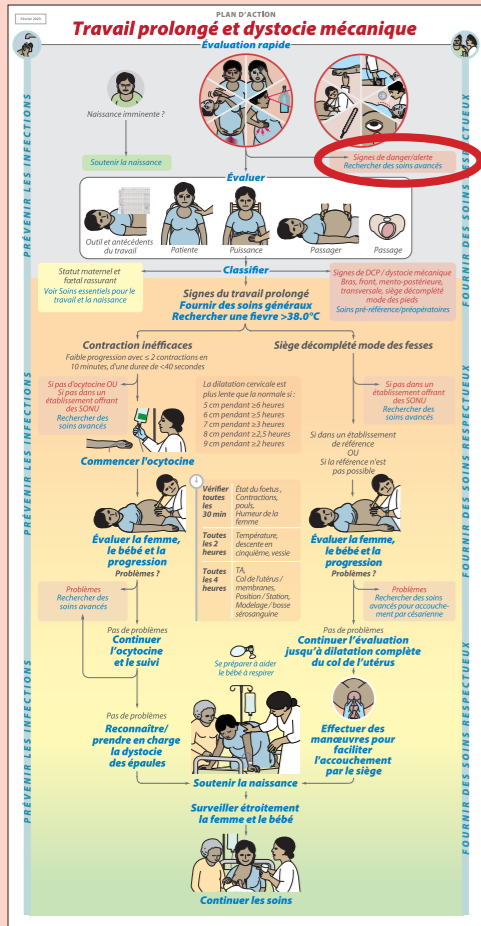 Février 2020
PLAN D'ACTION
Travail prolongé et dystocie mécanique
Évaluation rapide
PRÉVENIR LES INFECTIONS
FOURNIR DES SOINS RESPECTUEUX
Naissance imminente ?
Soutenir la naissance
Signes de danger/alerte
Rechercher des soins avancés
Évaluer
Outil et antécédents
du travail
Patiente
Puissance
Passager
Passage
Classifier
Statut maternel et
fœtal rassurant
Voir Soins essentiels pour le
travail et la naissance
Signes de DCP / dystocie mécanique
Bras, front, mento-postérieure,
transversale, siège décomplété
mode des pieds
Soins pré-référence/préopératoires
Signes du travail prolongé
Fournir des soins généraux
Rechercher une fievre >38.0°C
Contraction inéfficaces
Faible progression avec ≤ 2 contractions en
10 minutes, d'une durée de <40 secondes
Siège décomplété mode des fesses
Si pas d'ocytocine OU
Si pas dans un
établissement offrant
des SONU
Rechercher des
soins avancés
La dilatation cervicale est
plus lente que la normale si :
5 cm pendant ≥6 heures
6 cm pendant ≥5 heures
7 cm pendant ≥3 heures
8 cm pendant ≥2,5 heures
9 cm pendant ≥2 heures
Si pas dans un
établissement offrant
des SONU
Rechercher des
soins avancés
PRÉVENIR LES INFECTIONS
FOURNIR DES SOINS RESPECTUEUX
Commencer l'ocytocine
Si dans un établissement
de référence
OU
Si la référence n'est
pas possible
Vérifier
toutes
les
30 min
État du foetus ,
Contractions,
pouls,
Humeur de la
femme
Toutes
les 2
heures
Température,
descente en
cinquième, vessie
Toutes
les 4
heures
TA,
Col de l'utérus /
membranes,
Position / Station,
Modelage / bosse
sérosanguine
Évaluer la femme,
le bébé et la
progression
Problèmes ?
Évaluer la femme,
le bébé et la
progression
Problèmes ?
Problèmes
Rechercher des
soins avancés
Problèmes
Rechercher des soins
avancés pour accouche-
ment par césarienne
Pas de problèmes
Continuer
l'ocytocine
et le suivi
Pas de problèmes
Continuer l'évaluation
jusqu'à dilatation complète
du col de l'utérus
Se préparer à aider
le bébé à respirer
PRÉVENIR LES INFECTIONS
FOURNIR DES SOINS RESPECTUEUX
Pas de problèmes
Reconnaître/
prendre en charge
la dystocie
des épaules
Effectuer des
manœuvres pour
faciliter
l'accouchement
par le siège
Soutenir la naissance
Surveiller étroitement
la femme et le bébé
Continuer les soins